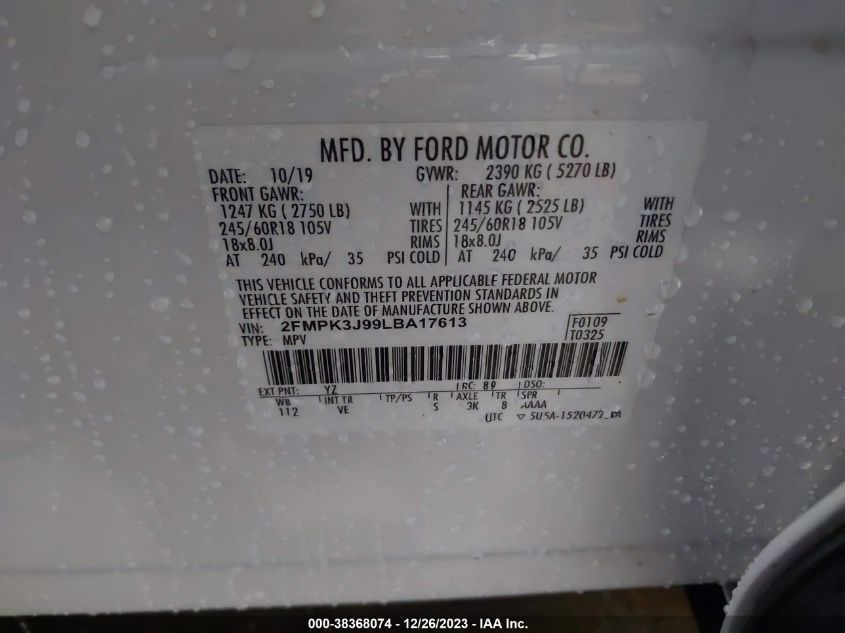 MFD. BY FORD MOTOR CO.
DATE: 10/19 GVWR: 2390 KG ( 5270 LB)
FRONT GAWR: REAR GAWR:
1247 KG ( 2750 LB) WITH 1145 KG ( 2525 LB) WITH
245/60R18 105V TIRES 245/60R18 105V TIRES
18x8.0J RIMS 18x8.0J RIMS
AT 240 kPa/ 35 PSI COLD AT 240 kPa/ 35 PSI COLD
THIS VEHICLE CONFORMS TO ALL APPLICABLE FEDERAL MOTOR
VEHICLE SAFETY AND THEFT PREVENTION STANDARDS IN
EFFECT ON THE DATE OF MANUFACTURE SHOWN ABOVE.
VIN: 2FMPK3J99LBA17613 F0109
TYPE: MPV T0325
EXT PNT: YZ RC: 89 DSO:
WB INT TR TP/PS R AXLE TR SPR
112 VE S 3K 8 AAAA
UTC 5U5A-1520472
000-38368074 - 12/26/2023 - IAA Inc.